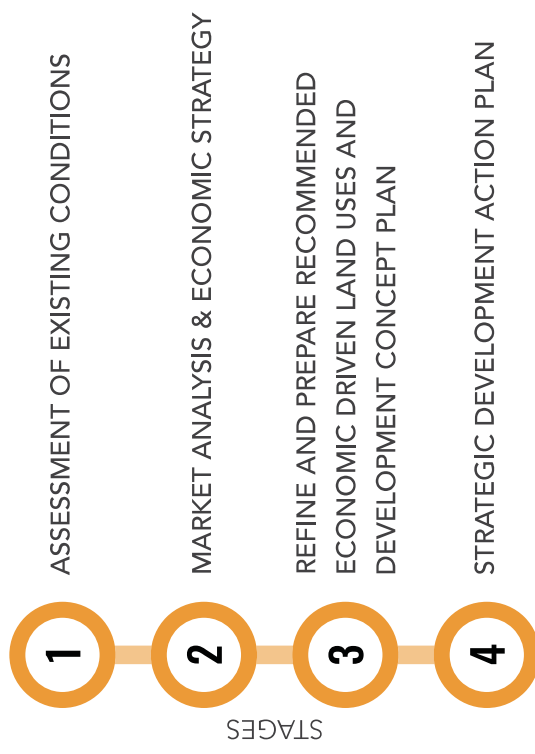 STAGES
1
ASSESSMENT OF EXISTING CONDITIONS
2
MARKET ANALYSIS & ECONOMIC STRATEGY
3
REFINE AND PREPARE RECOMMENDED
ECONOMIC DRIVEN LAND USES AND
DEVELOPMENT CONCEPT PLAN
4
STRATEGIC DEVELOPMENT ACTION PLAN